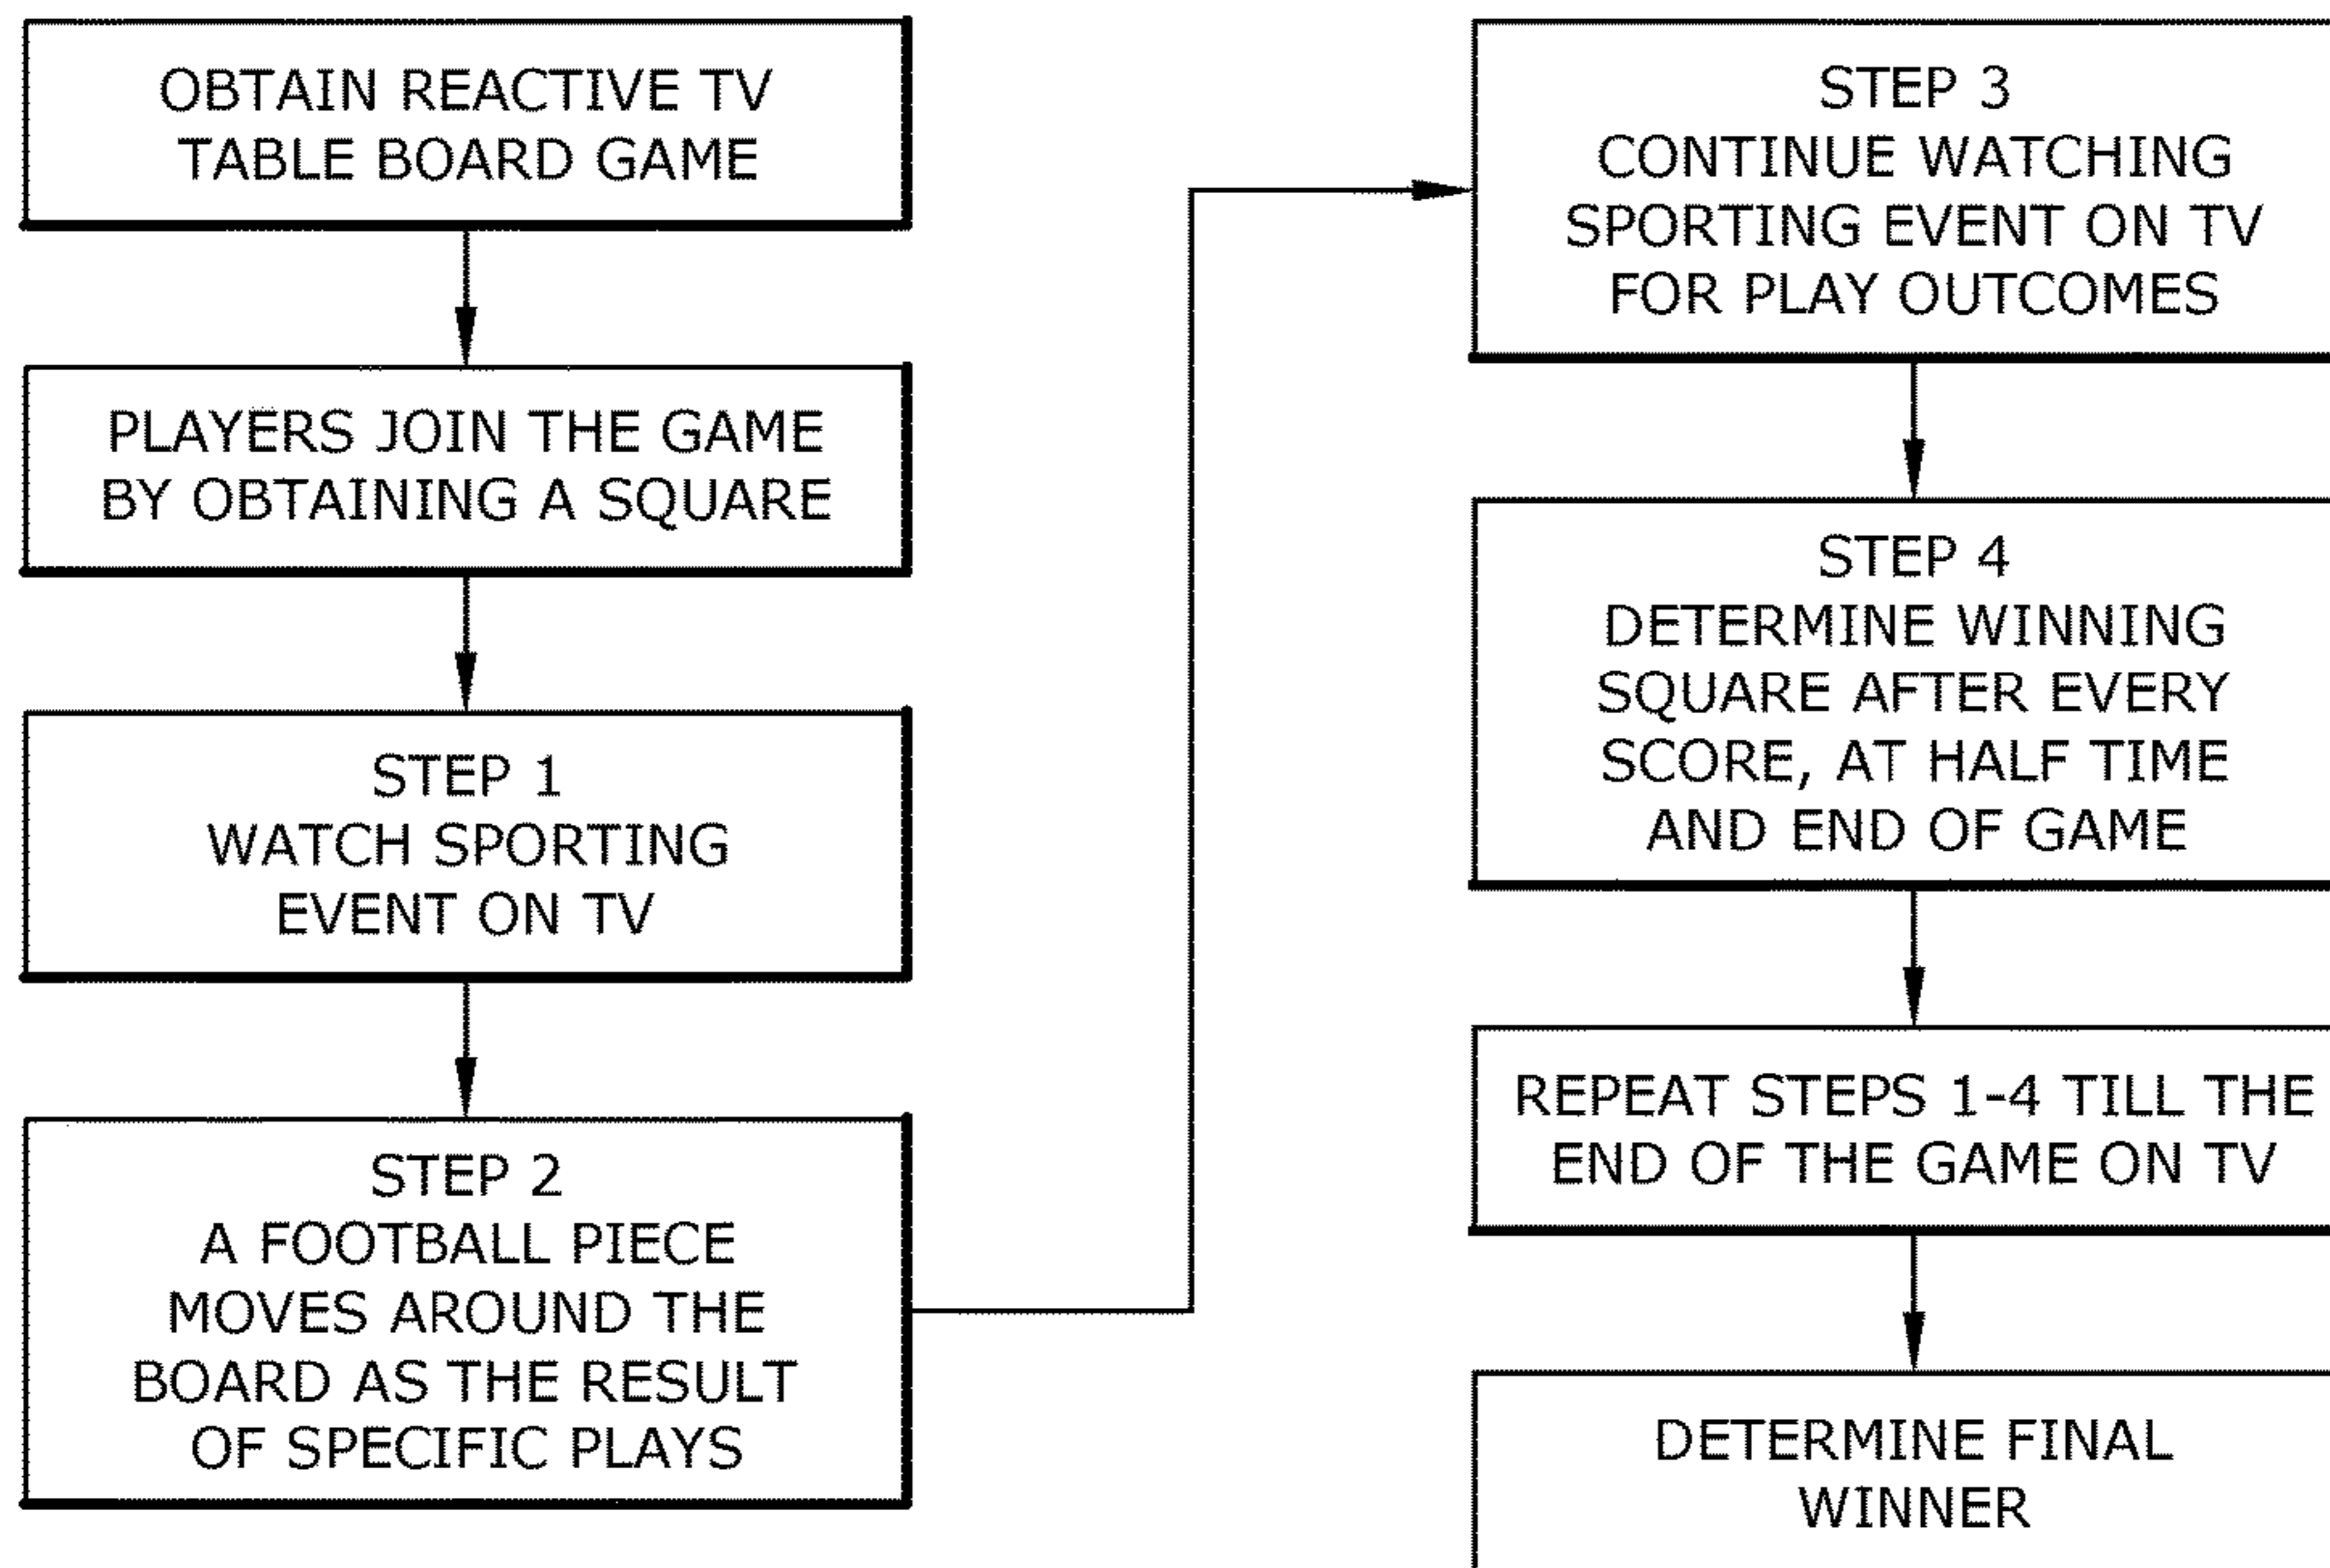 OBTAIN REACTIVE TV
TABLE BOARD GAME
PLAYERS JOIN THE GAME
BY OBTAINING A SQUARE
STEP 1
WATCH SPORTING
EVENT ON TV
STEP 2
A FOOTBALL PIECE
MOVES AROUND THE
BOARD AS THE RESULT
OF SPECIFIC PLAYS
STEP 3
CONTINUE WATCHING
SPORTING EVENT ON TV
FOR PLAY OUTCOMES
STEP 4
DETERMINE WINNING
SQUARE AFTER EVERY
SCORE, AT HALF TIME
AND END OF GAME
REPEAT STEPS 1-4 TILL THE
END OF THE GAME ON TV
DETERMINE FINAL
WINNER